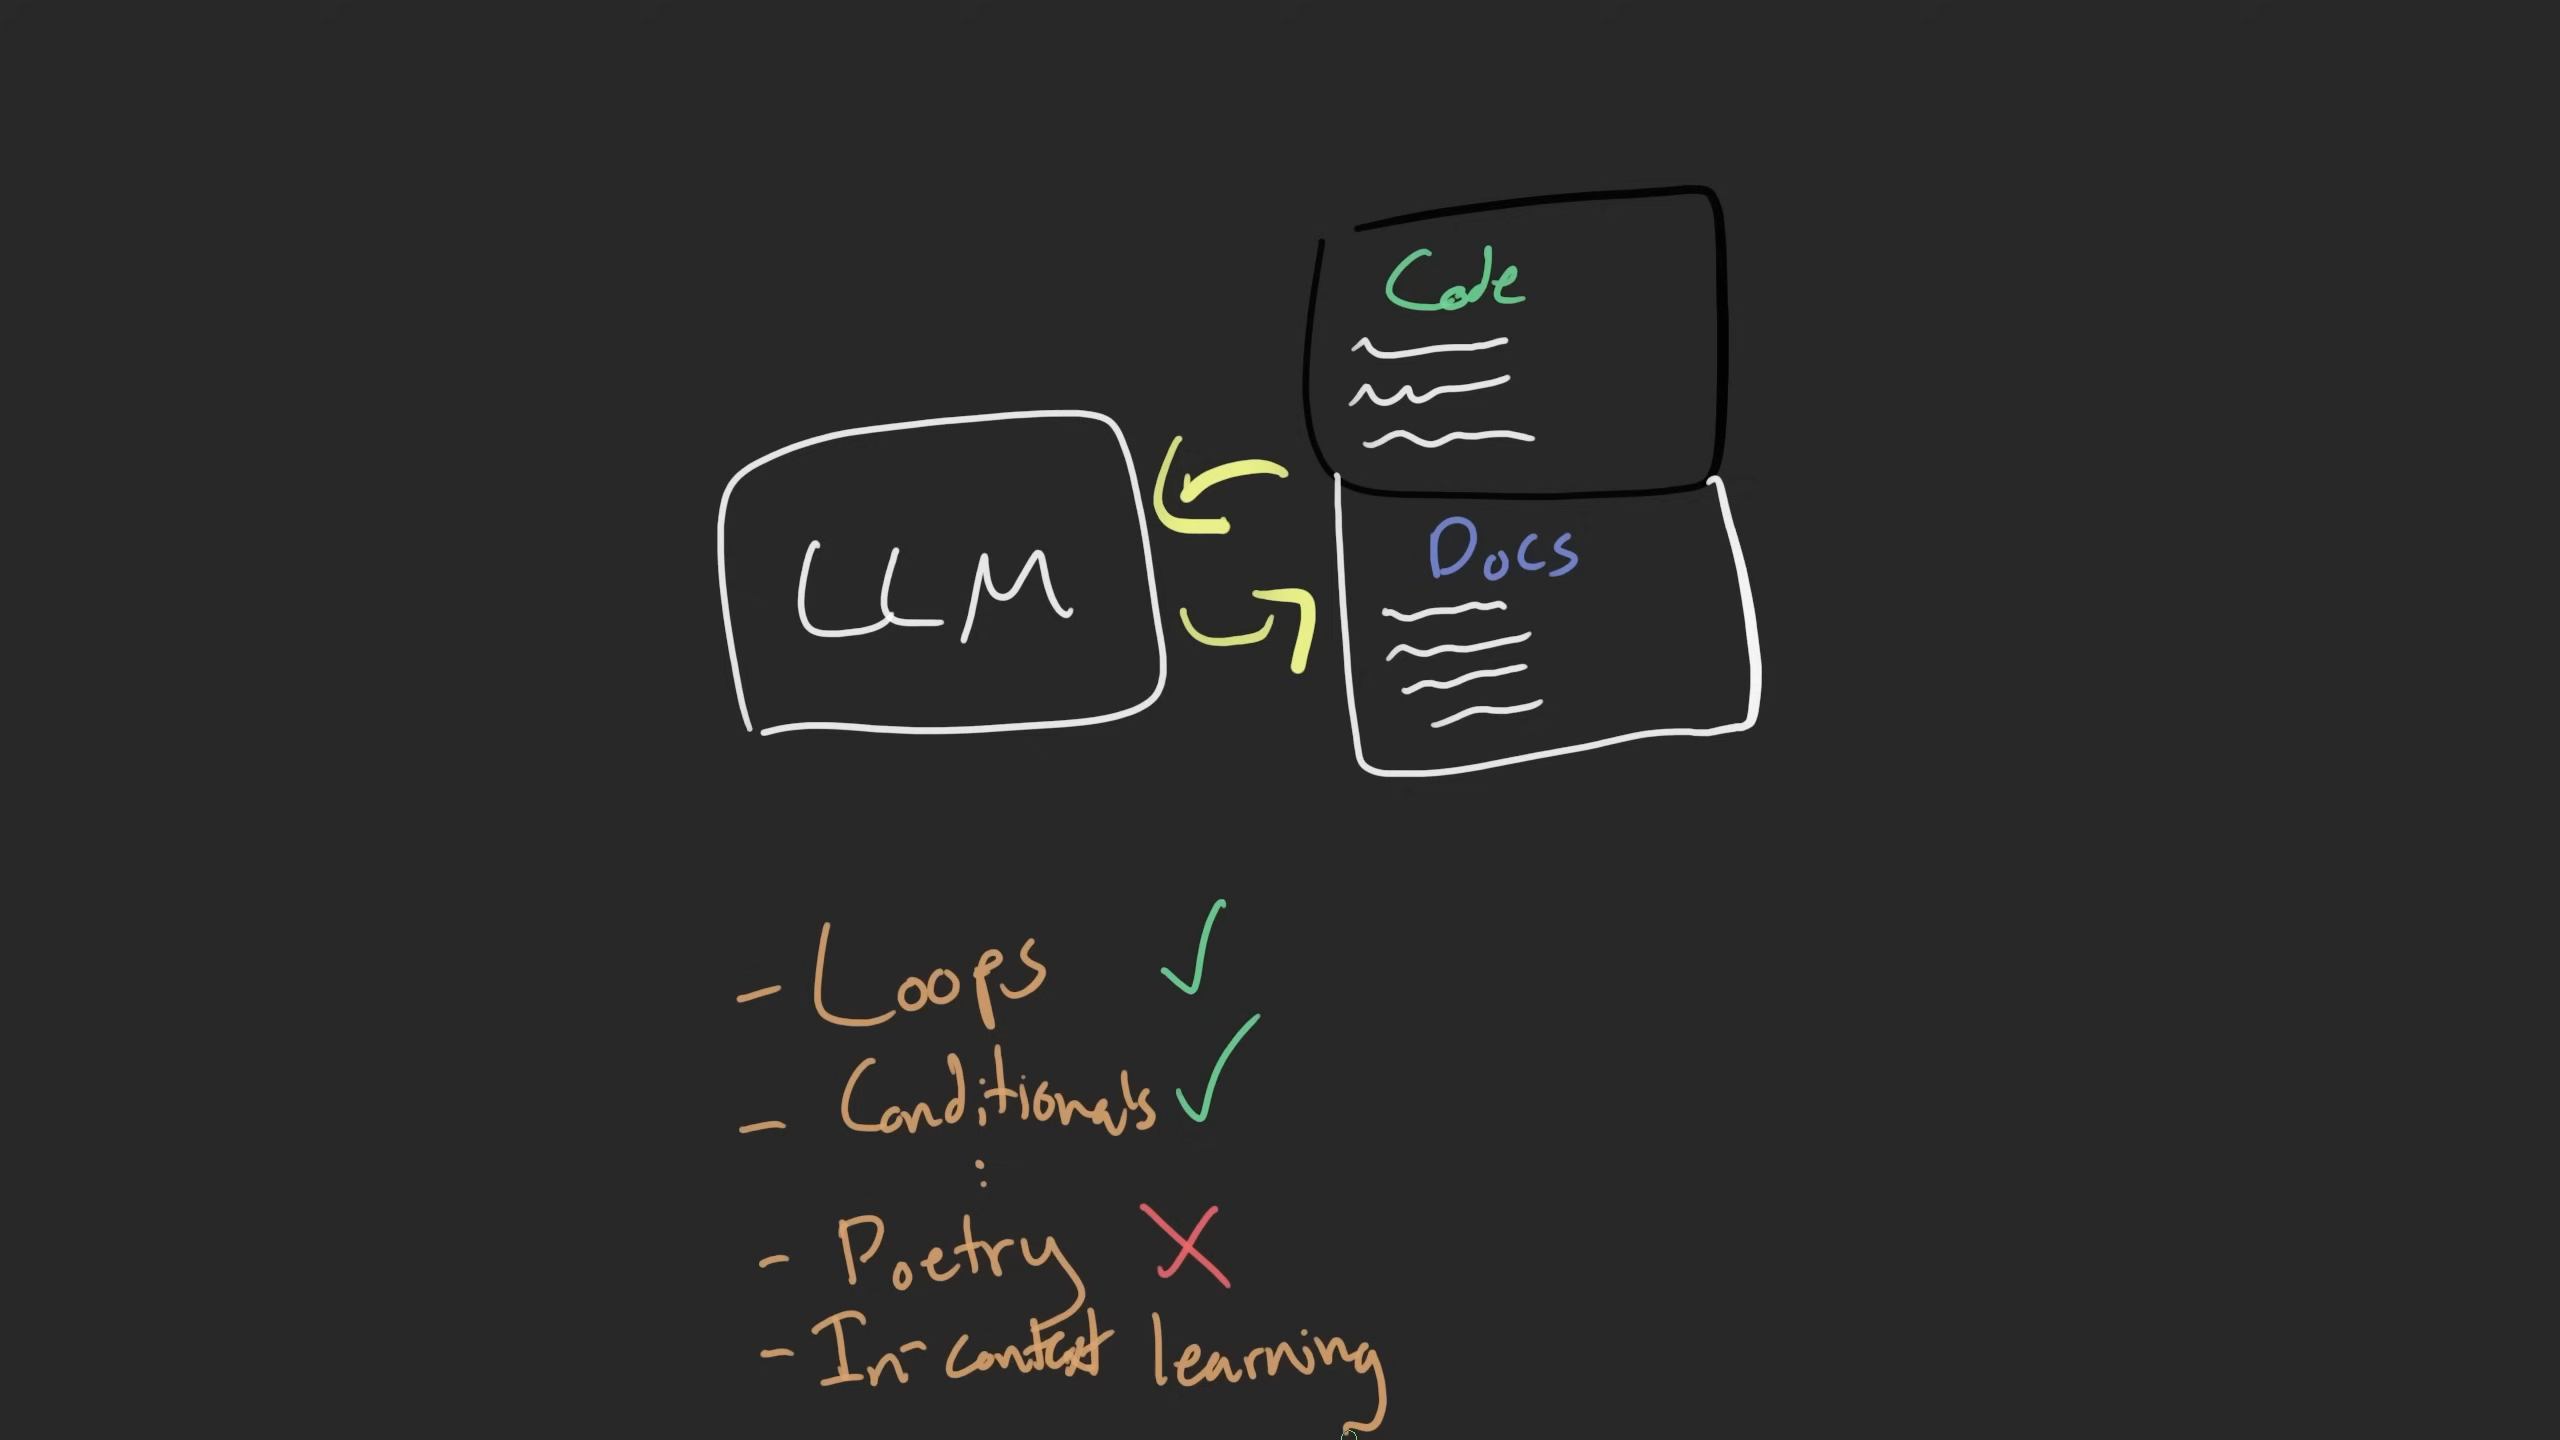 Code
LLM
Docs
- Loops ✓
- Conditionals ✓
:
- Poetry X
- In-context learning